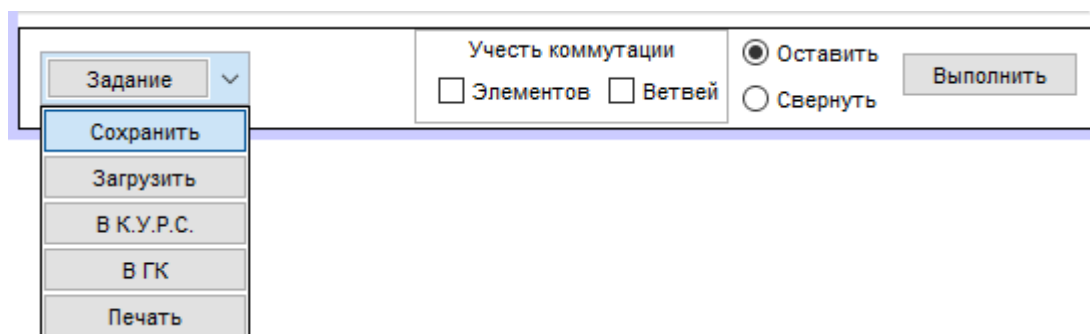 Задание
Учесть коммутации
Элементов Ветвей
Оставить
Свернуть
Выполнить
Сохранить
Загрузить
В К.У.Р.С.
В ГК
Печать